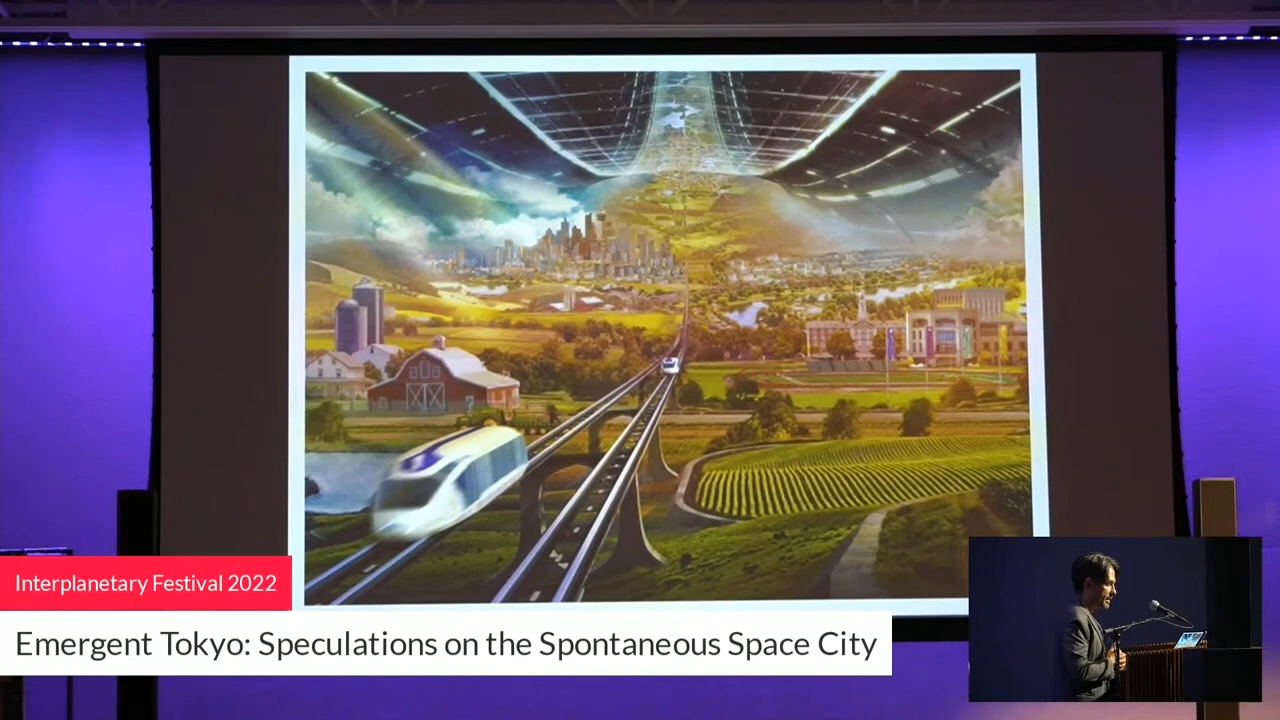 Interplanetary Festival 2022
Emergent Tokyo: Speculations on the Spontaneous Space City